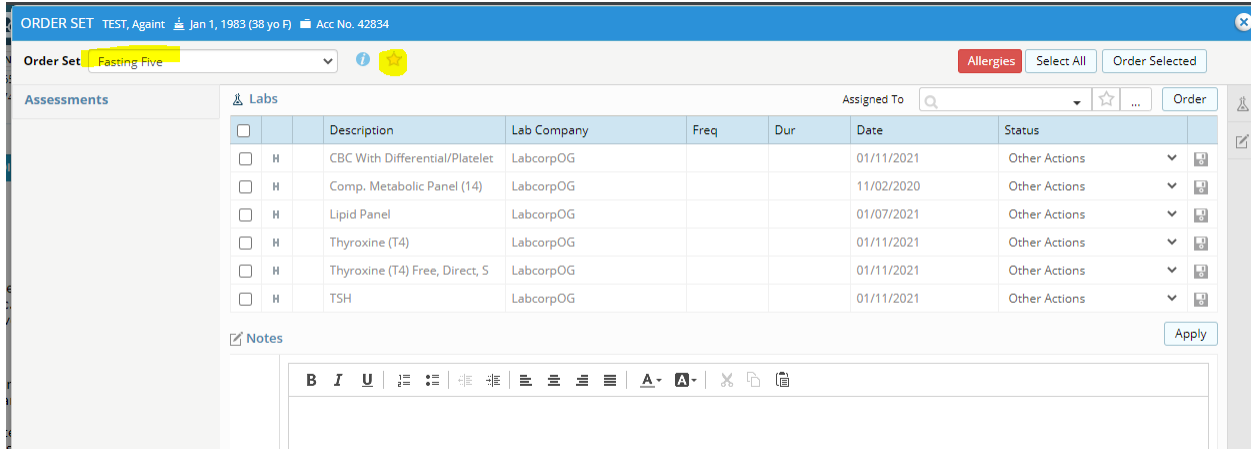 ORDER SET TEST, Againt Jan 1, 1983 (38 yo F) Acc No. 42834
Order Set Fasting Five Allergies Select All Order Selected
Assessments Labs Assigned To ... Order
Description Lab Company Freq Dur Date Status
H CBC With Differential/Platelet LabcorpOG 01/11/2021 Other Actions
H Comp. Metabolic Panel (14) LabcorpOG 11/02/2020 Other Actions
H Lipid Panel LabcorpOG 01/07/2021 Other Actions
H Thyroxine (T4) LabcorpOG 01/11/2021 Other Actions
H Thyroxine (T4) Free, Direct, S LabcorpOG 01/11/2021 Other Actions
H TSH LabcorpOG 01/11/2021 Other Actions
Notes Apply
B I U A A